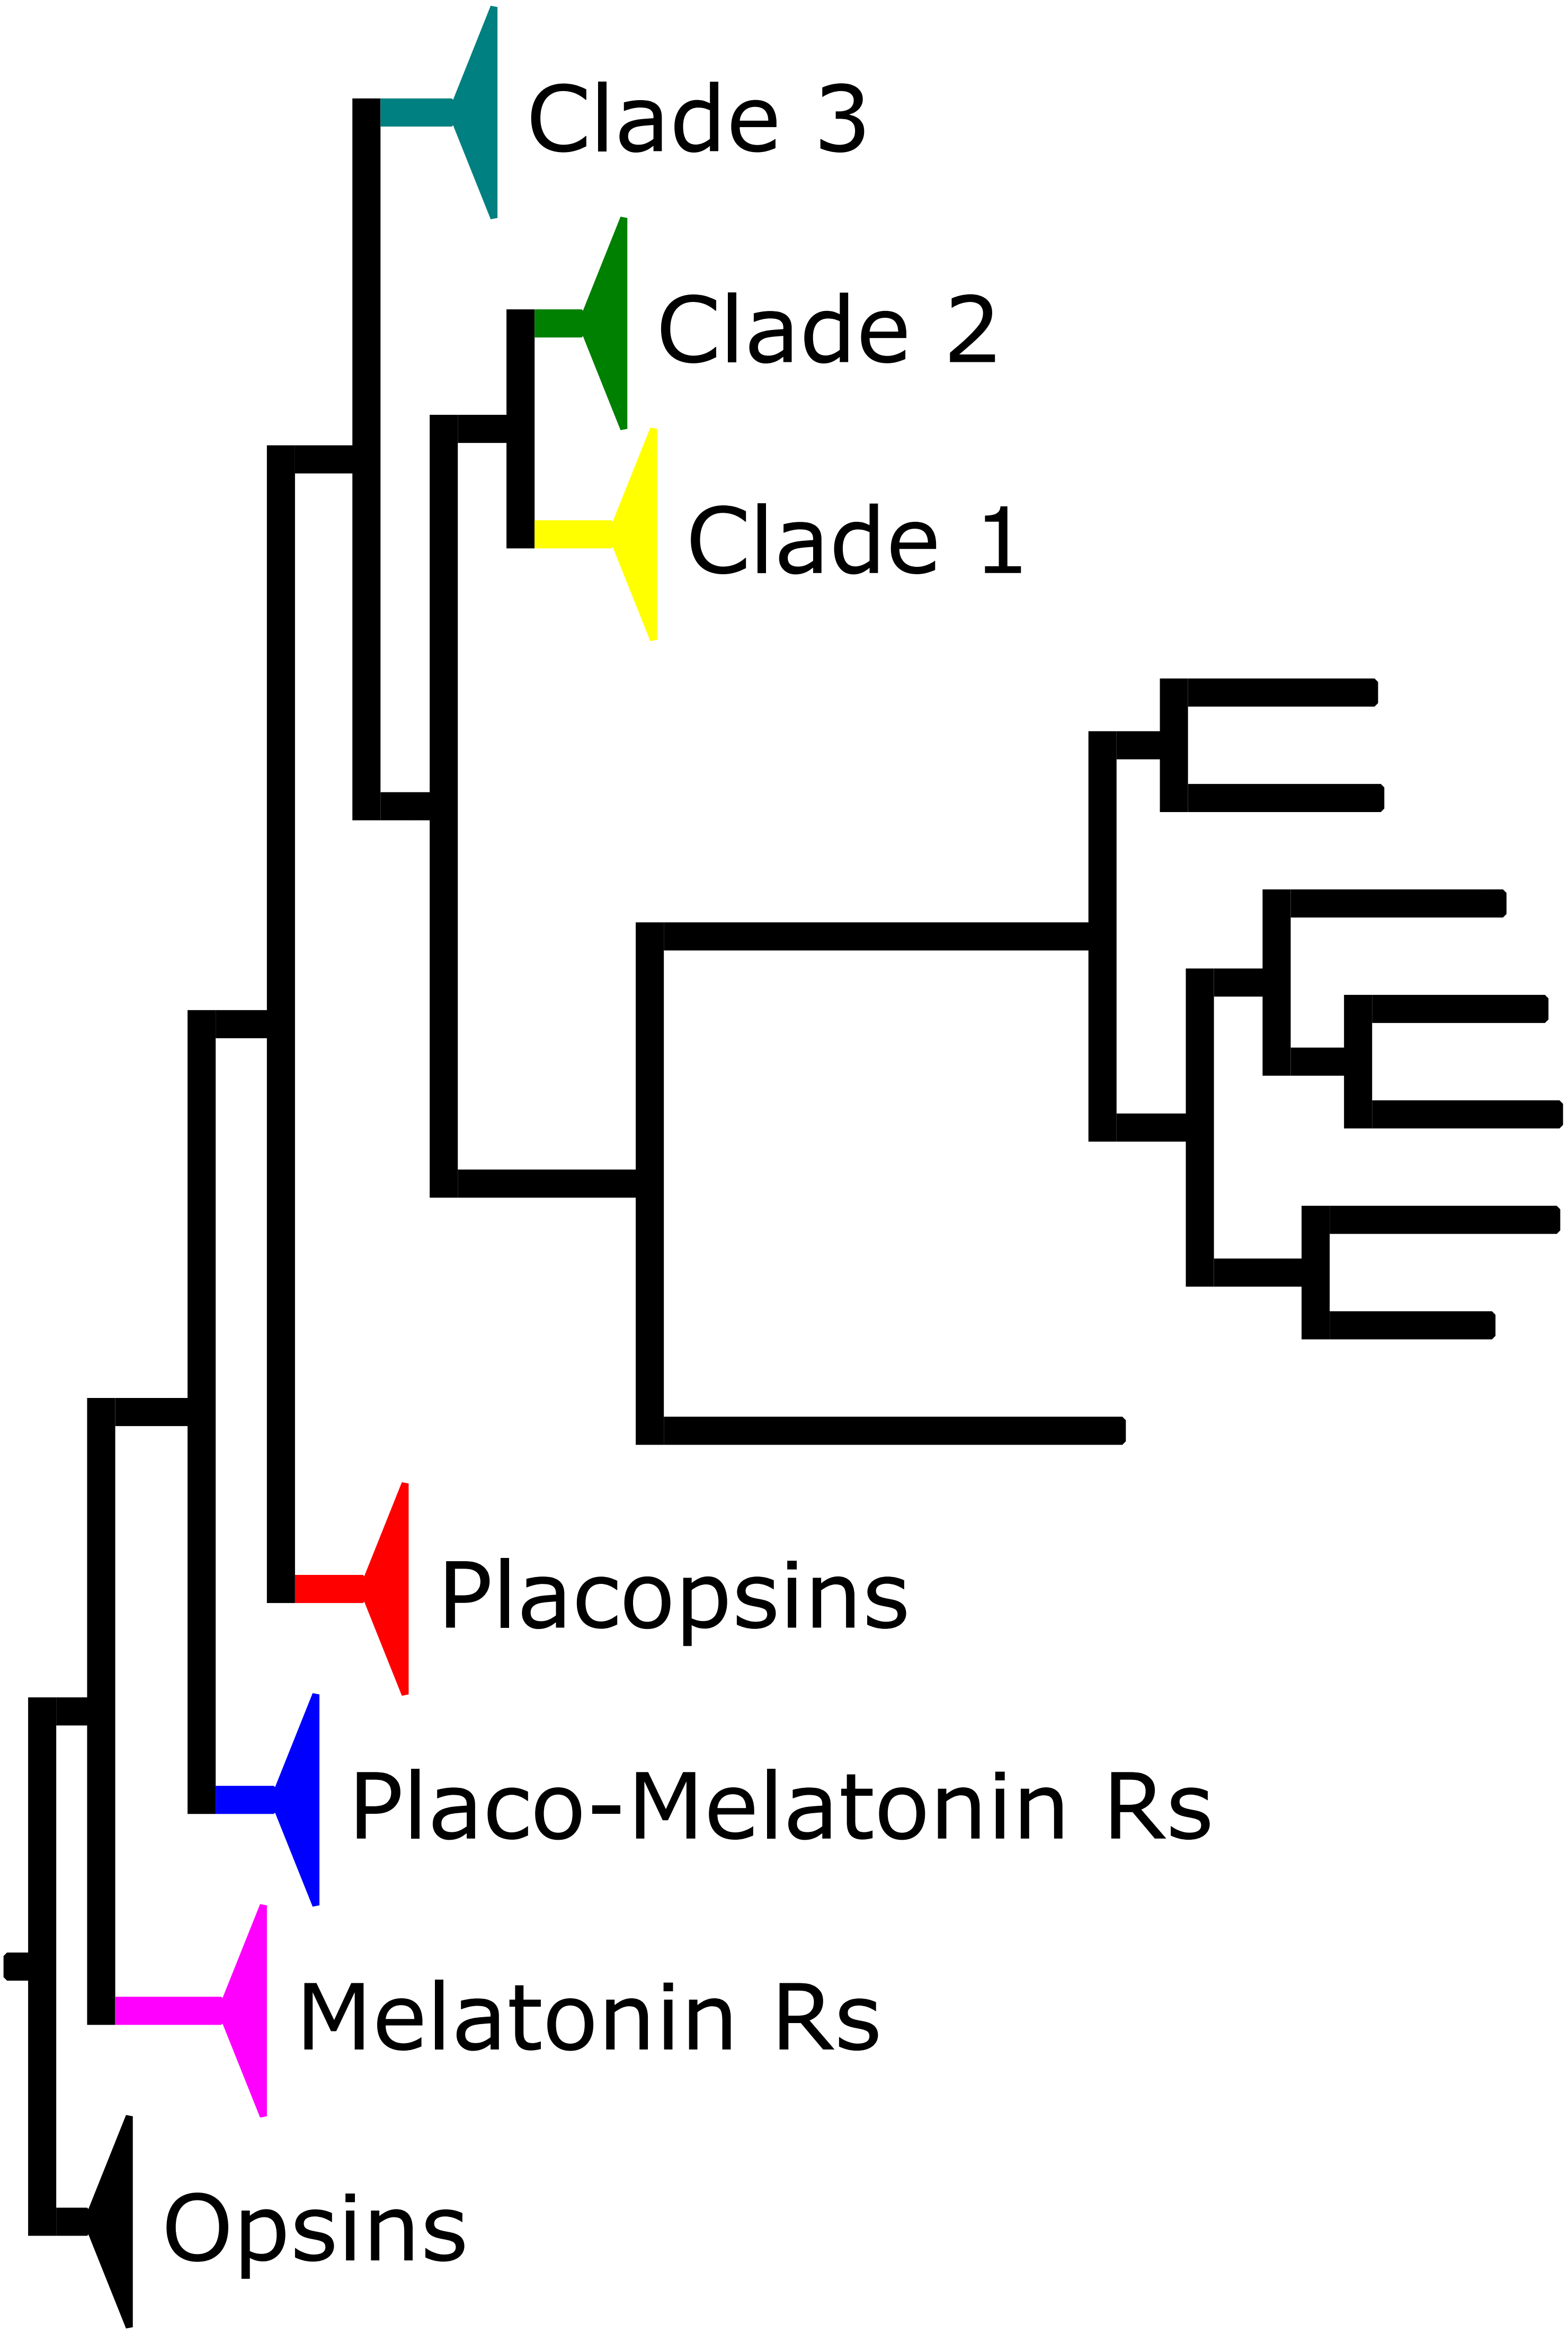 Clade 3
Clade 2
Clade 1
Placopsins
Placo-Melatonin Rs
Melatonin Rs
Opsins